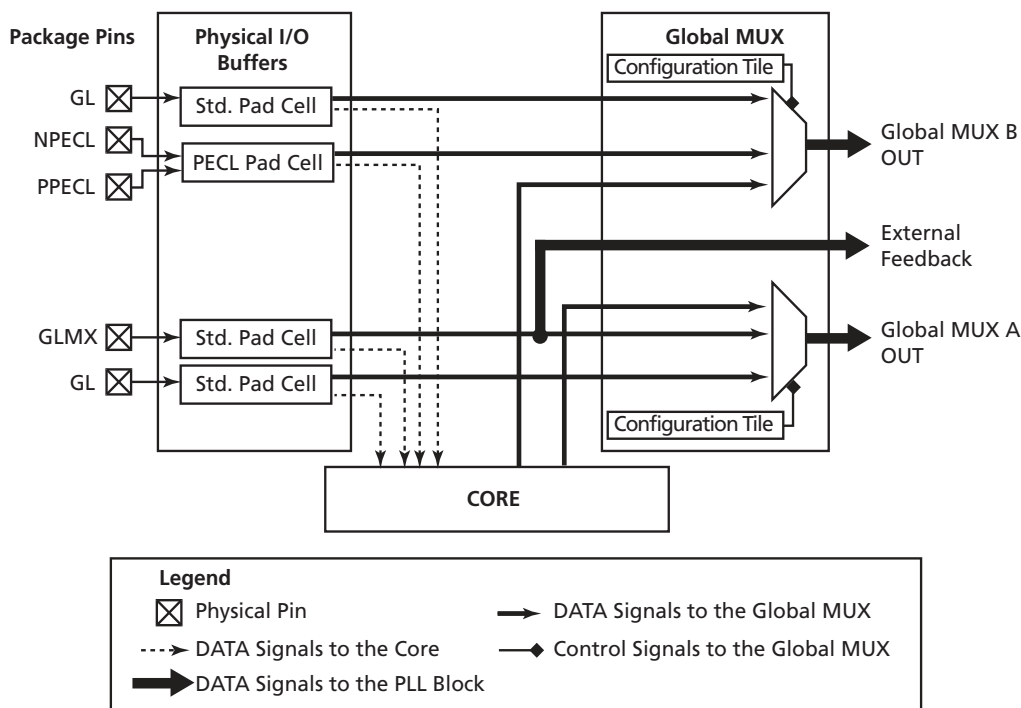 Package Pins
Physical I/O
Buffers
Global MUX
Configuration Tile
GL
Std. Pad Cell
NPECL
PECL Pad Cell
PPECL
Global MUX B
OUT
External
Feedback
GLMX
Std. Pad Cell
Global MUX A
OUT
GL
Std. Pad Cell
Configuration Tile
CORE
Legend
Physical Pin
DATA Signals to the Global MUX
DATA Signals to the Core
Control Signals to the Global MUX
DATA Signals to the PLL Block